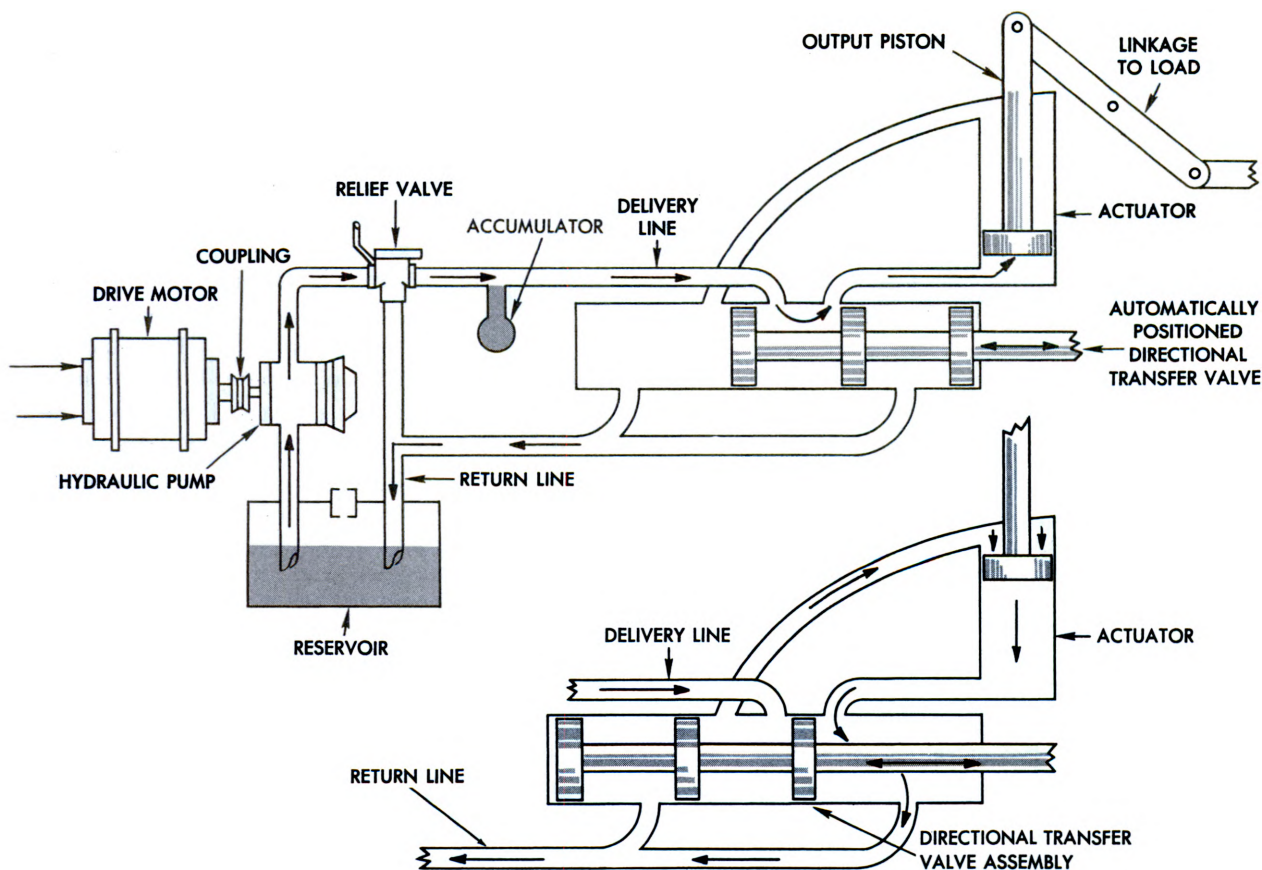 OUTPUT PISTON
LINKAGE
TO LOAD
RELIEF VALVE
ACCUMULATOR
DELIVERY
LINE
ACTUATOR
COUPLING
DRIVE MOTOR
AUTOMATICALLY
POSITIONED
DIRECTIONAL
TRANSFER VALVE
HYDRAULIC PUMP
RETURN LINE
RESERVOIR
DELIVERY LINE
ACTUATOR
RETURN LINE
DIRECTIONAL TRANSFER
VALVE ASSEMBLY